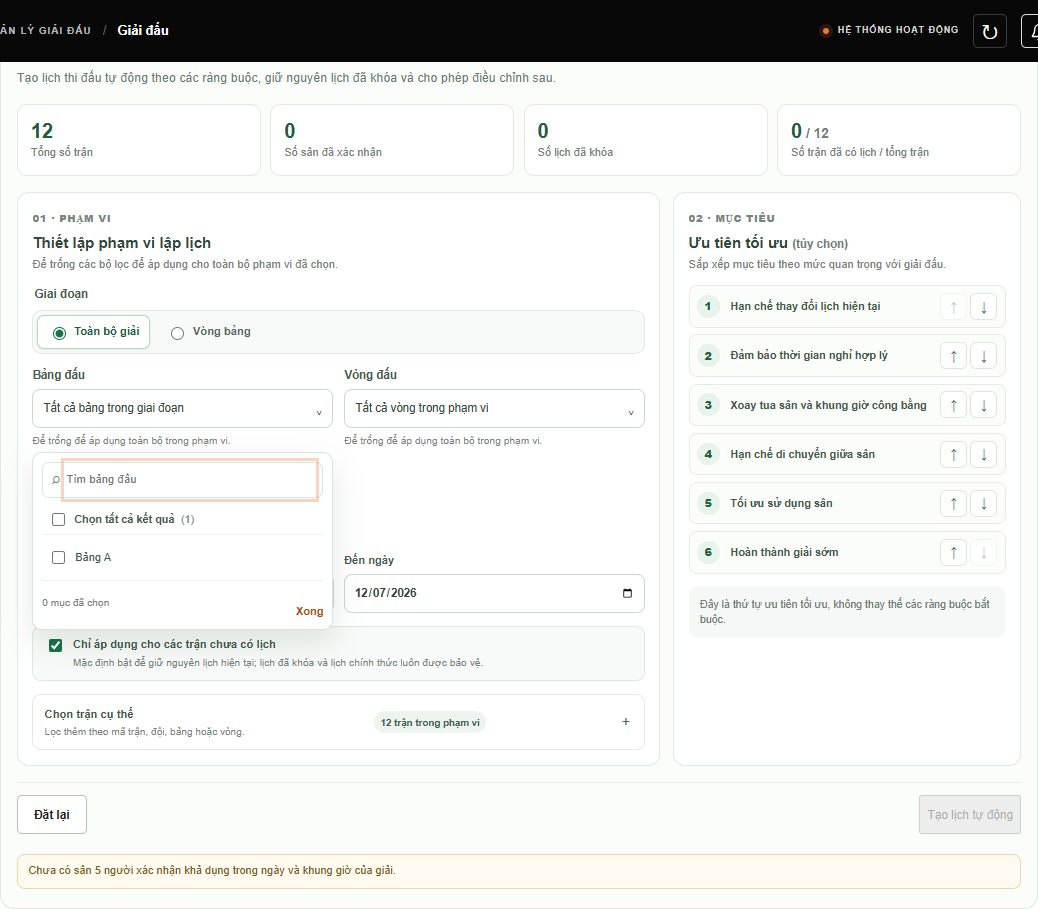 ẢN LÝ GIẢI ĐẤU / Giải đấu
HỆ THỐNG HOẠT ĐỘNG
Tạo lịch thi đấu tự động theo các ràng buộc, giữ nguyên lịch đã khóa và cho phép điều chỉnh sau.
12
Tổng số trận
0
Số sân đã xác nhận
0
Số lịch đã khóa
0 / 12
Số trận đã có lịch / tổng trận
01 · PHẠM VI
Thiết lập phạm vi lập lịch
Để trống các bộ lọc để áp dụng cho toàn bộ phạm vi đã chọn.
Giai đoạn
Toàn bộ giải
Vòng bảng
Bảng đấu
Tất cả bảng trong giai đoạn
Để trống để áp dụng toàn bộ trong phạm vi.
Vòng đấu
Tất cả vòng trong phạm vi
Để trống để áp dụng toàn bộ trong phạm vi.
Tìm bảng đấu
Chọn tất cả kết quả (1)
Bảng A
0 mục đã chọn
Xong
Đến ngày
12/07/2026
Chỉ áp dụng cho các trận chưa có lịch
Mặc định bật để giữ nguyên lịch hiện tại; lịch đã khóa và lịch chính thức luôn được bảo vệ.
Chọn trận cụ thể
Lọc thêm theo mã trận, đội, bảng hoặc vòng.
12 trận trong phạm vi
+
02 · MỤC TIÊU
Ưu tiên tối ưu (tùy chọn)
Sắp xếp mục tiêu theo mức quan trọng với giải đấu.
1 Hạn chế thay đổi lịch hiện tại ↑ ↓
2 Đảm bảo thời gian nghỉ hợp lý ↑ ↓
3 Xoay tua sân và khung giờ công bằng ↑ ↓
4 Hạn chế di chuyển giữa sân ↑ ↓
5 Tối ưu sử dụng sân ↑ ↓
6 Hoàn thành giải sớm ↑ ↓
Đây là thứ tự ưu tiên tối ưu, không thay thế các ràng buộc bắt
buộc.
Đặt lại
Tạo lịch tự động
Chưa có sân 5 người xác nhận khả dụng trong ngày và khung giờ của giải.